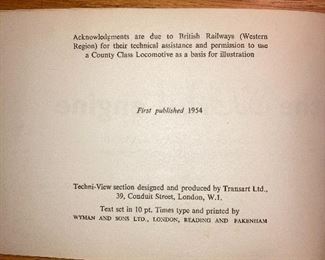 Acknowledgments are due to British Railways (Western
Region) for their technical assistance and permission to use
a County Class Locomotive as a basis for illustration
First published 1954
Techni-View section designed and produced by Transart Ltd.,
39, Conduit Street, London, W.1.
Text set in 10 pt. Times type and printed by
WYMAN AND SONS LTD., LONDON, READING AND FAKENHAM